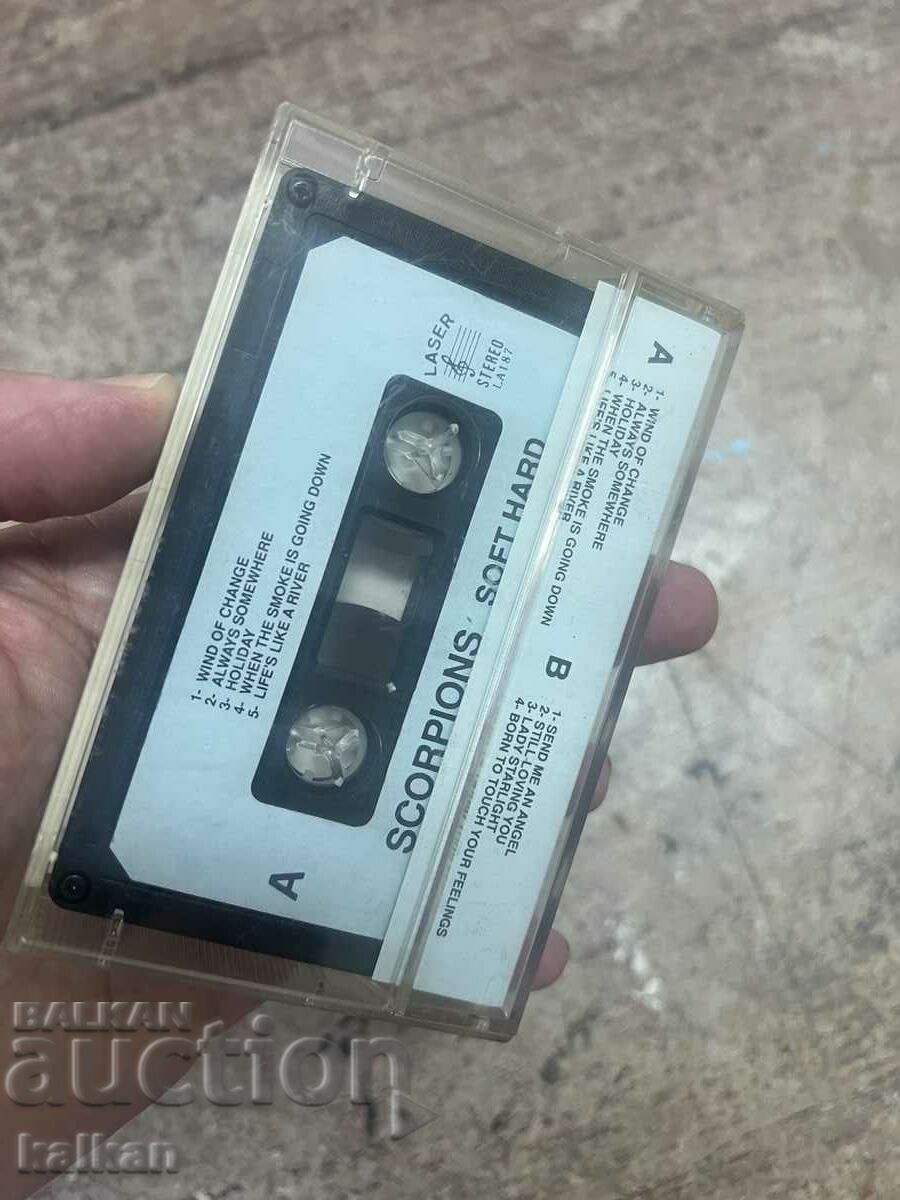 LASER
STEREO
LA187
1- WIND OF CHANGE
2- ALWAYS SOMEWHERE
3- HOLIDAY
4- WHEN THE SMOKE IS GOING DOWN
5- LIFE'S LIKE A RIVER
SCORPIONS ' SOFT HARD
A
A
1- WIND OF CHANGE
2- ALWAYS SOMEWHERE
3- HOLIDAY
4- WHEN THE SMOKE IS GOING DOWN
5 LIFE'S LIKE A RIVER
B
1- SEND ME AN ANGEL
2- STILL LOVING YOU
3- LADY STARLIGHT
4- BORN TO TOUCH YOUR FEELINGS
BALKAN
auction
kalkan